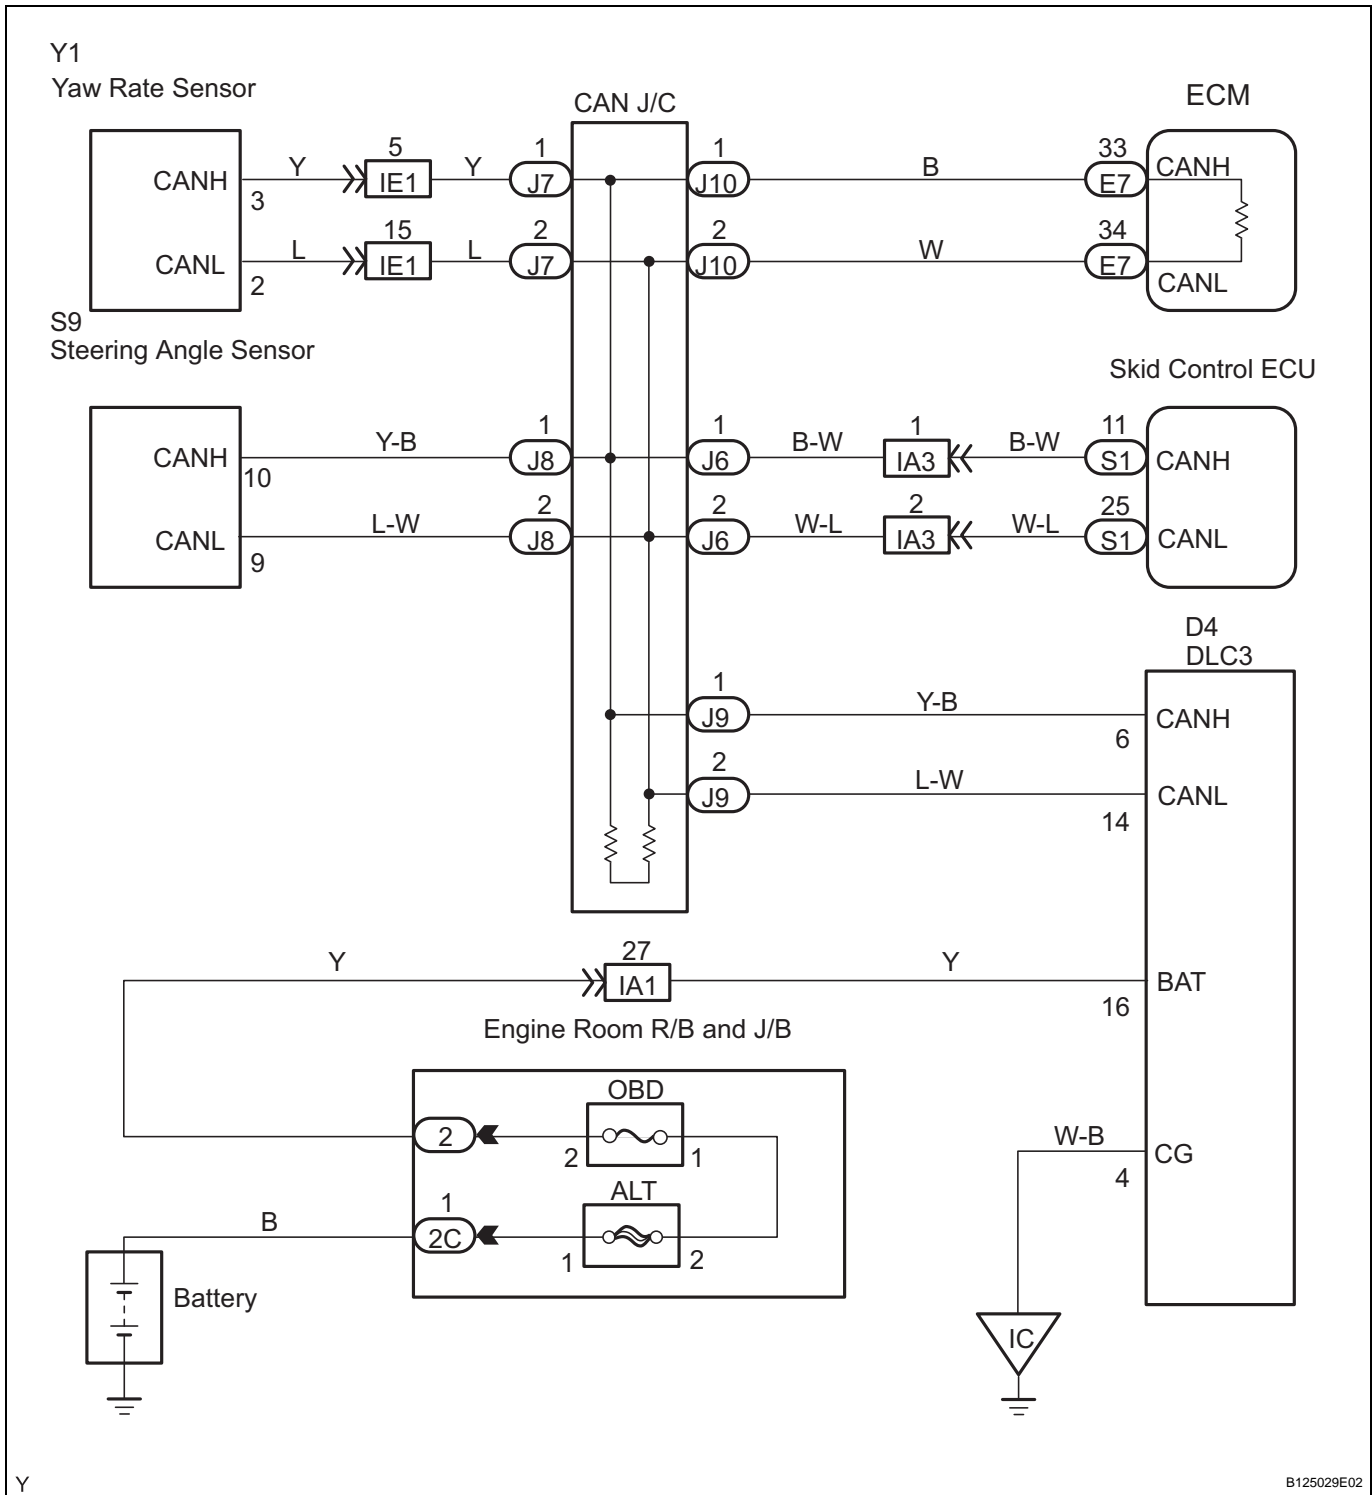 Y1
Yaw Rate Sensor
CAN J/C
ECM
CANH
3
Y
5
IE1
Y
1
J7
1
J10
B
33
E7
CANH
CANL
2
L
15
IE1
L
2
J7
2
J10
W
34
E7
CANL
S9
Steering Angle Sensor
Skid Control ECU
CANH
10
Y-B
1
J8
1
J6
B-W
1
IA3
B-W
11
S1
CANH
CANL
9
L-W
2
J8
2
J6
W-L
2
IA3
W-L
25
S1
CANL
D4
DLC3
1
J9
Y-B
6
CANH
2
J9
L-W
14
CANL
Y
27
IA1
Y
16
BAT
Engine Room R/B and J/B
OBD
2
2
1
W-B
4
CG
ALT
B
1
2C
1
2
Battery
IC
Y
B125029E02